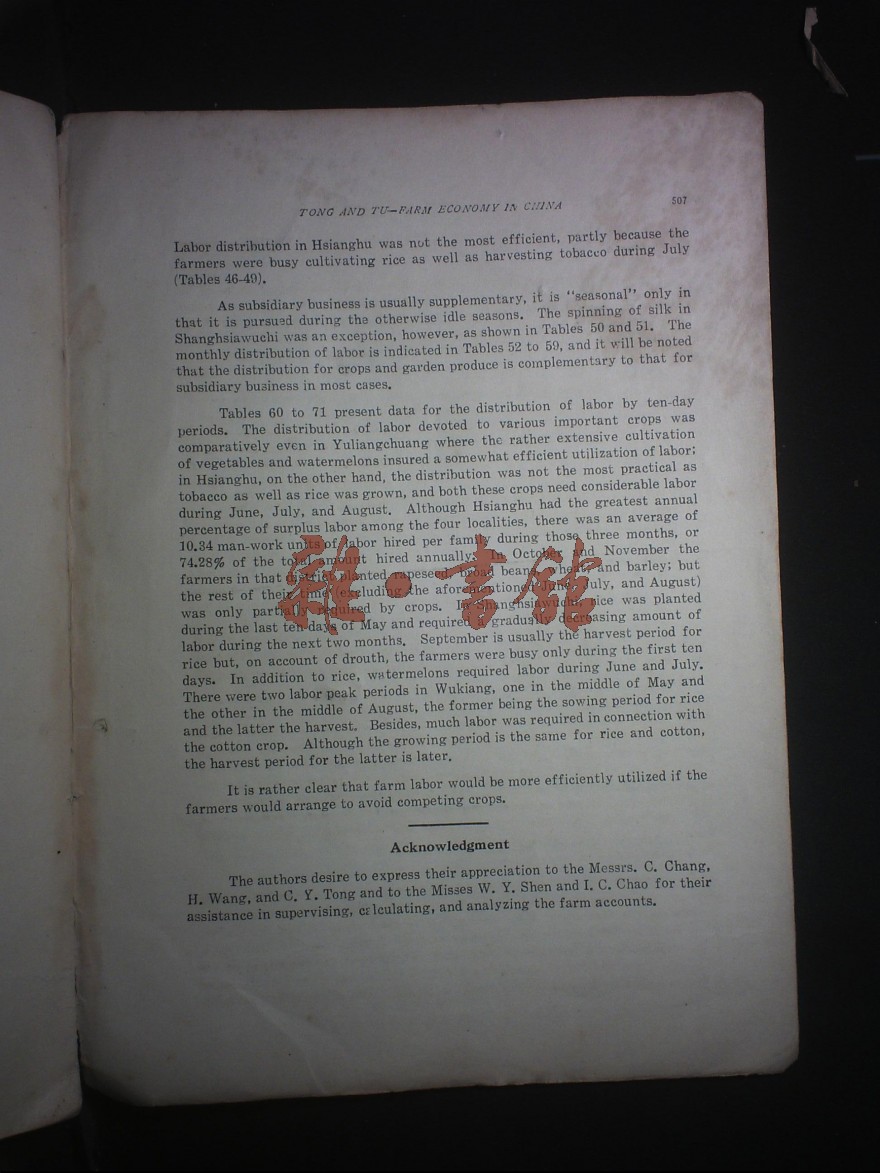 TONG AND TU—FARM ECONOMY IN CHINA 507
Labor distribution in Hsianghu was not the most efficient, partly because the
farmers were busy cultivating rice as well as harvesting tobacco during July
(Tables 46-49).
As subsidiary business is usually supplementary, it is "seasonal" only in
that it is pursued during the otherwise idle seasons. The spinning of silk in
Shanghsiawuchi was an exception, however, as shown in Tables 50 and 51. The
monthly distribution of labor is indicated in Tables 52 to 59, and it will be noted
that the distribution for crops and garden produce is complementary to that for
subsidiary business in most cases.
Tables 60 to 71 present data for the distribution of labor by ten-day
periods. The distribution of labor devoted to various important crops was
comparatively even in Yuliangchuang where the rather extensive cultivation
of vegetables and watermelons insured a somewhat efficient utilization of labor;
in Hsianghu, on the other hand, the distribution was not the most practical as
tobacco as well as rice was grown, and both these crops need considerable labor
during June, July, and August. Although Hsianghu had the greatest annual
percentage of surplus labor among the four localities, there was an average of
10.34 man-work units of labor hired per family during those three months, or
74.28% of the total amount hired annually. In October and November the
farmers in that district planted rapeseed, broad beans, wheat, and barley; but
the rest of their time (excluding the aforementioned June, July, and August)
was only partially required by crops. In Shanghsiawuchi, rice was planted
during the last ten days of May and required a gradually decreasing amount of
labor during the next two months. September is usually the harvest period for
rice but, on account of drouth, the farmers were busy only during the first ten
days. In addition to rice, watermelons required labor during June and July.
There were two labor peak periods in Wukiang, one in the middle of May and
the other in the middle of August, the former being the sowing period for rice
and the latter the harvest. Besides, much labor was required in connection with
the cotton crop. Although the growing period is the same for rice and cotton,
the harvest period for the latter is later.
It is rather clear that farm labor would be more efficiently utilized if the
farmers would arrange to avoid competing crops.
Acknowledgment
The authors desire to express their appreciation to the Messrs. C. Chang,
H. Wang, and C. Y. Tong and to the Misses W. Y. Shen and I. C. Chao for their
assistance in supervising, calculating, and analyzing the farm accounts.
雜·書館